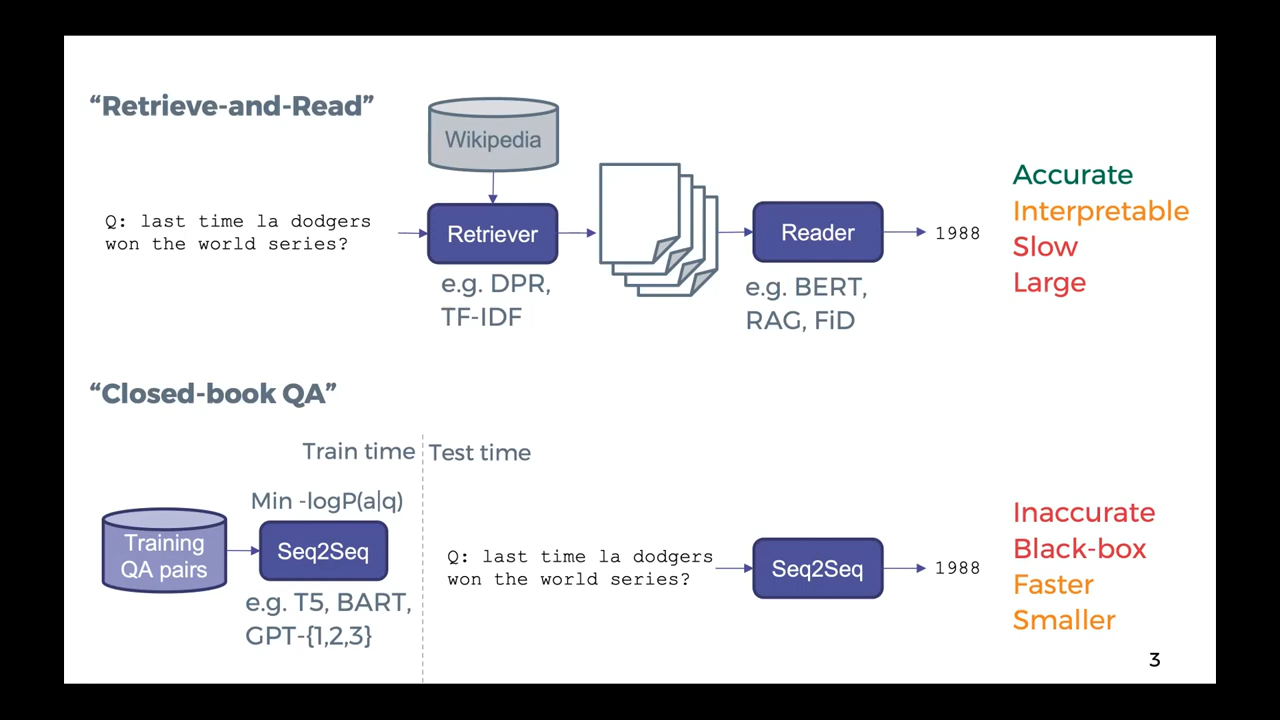 “Retrieve-and-Read”
Wikipedia
Q: last time la dodgers
won the world series?
Retriever
e.g. DPR,
TF-IDF
Reader
e.g. BERT,
RAG, FiD
1988
Accurate
Interpretable
Slow
Large
“Closed-book QA”
Train time
Test time
Min -logP(a|q)
Training
QA pairs
Seq2Seq
e.g. T5, BART,
GPT-{1,2,3}
Q: last time la dodgers
won the world series?
Seq2Seq
1988
Inaccurate
Black-box
Faster
Smaller
3